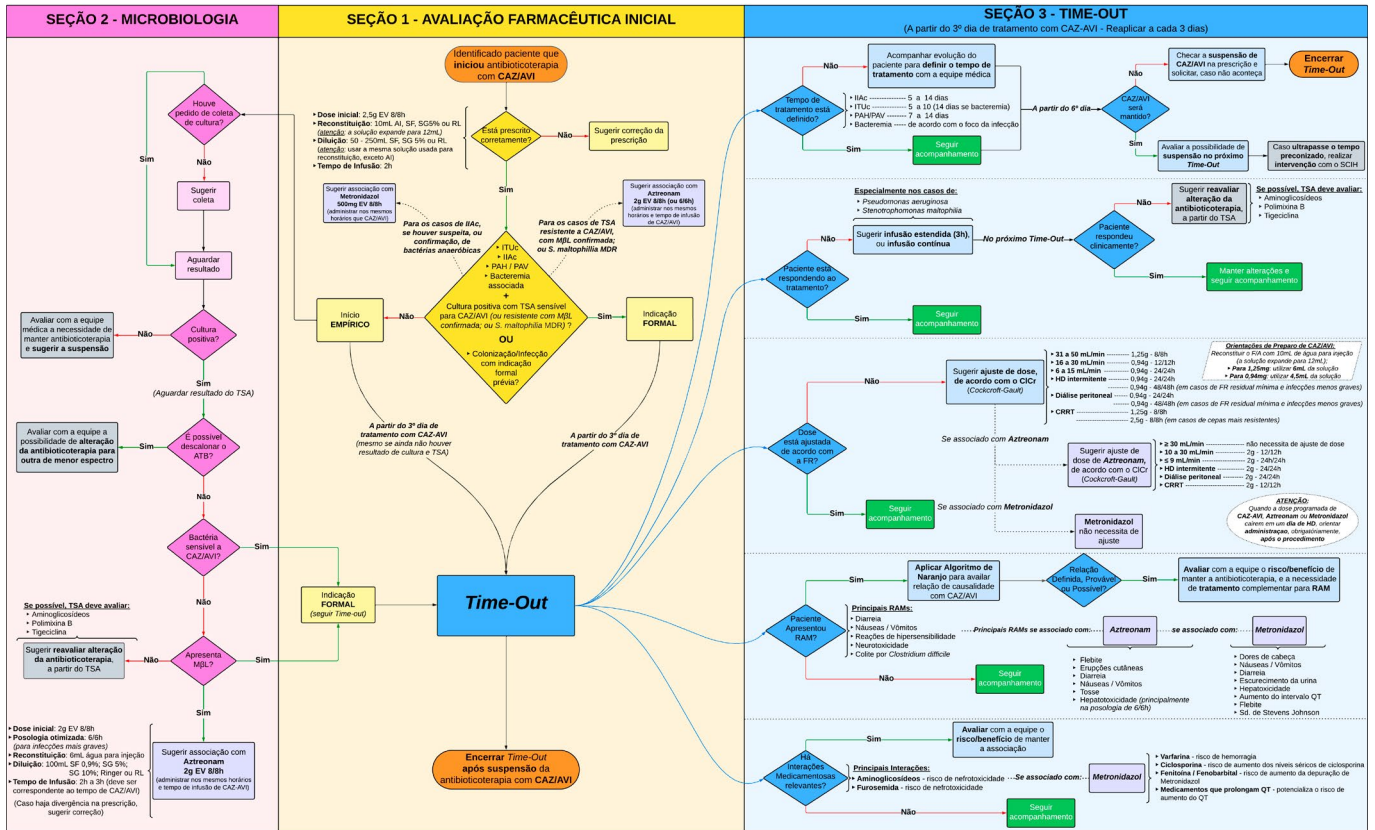 SEÇÃO 2 - MICROBIOLOGIA
Houve
pedido de coleta
de cultura?
Sim
Não
Sugerir
coleta
Aguardar
resultado
Cultura
positiva?
Não
Avaliar com a equipe
médica a necessidade de
manter antibioticoterapia
e sugerir a suspensão
Sim
(Aguardar resultado do TSA)
É possível
descalonar o
ATB?
Sim
Avaliar com a equipe a
possibilidade de alteração
da antibioticoterapia para
outra de menor espectro
Não
Bactéria
sensível a
CAZ/AVI?
Sim
Não
Se possível, TSA deve avaliar:
‣ Aminoglicosídeos
‣ Polimixina B
‣ Tigeciclina
Sugerir reavaliar alteração
da antibioticoterapia,
a partir do TSA
Não
Apresenta
MβL?
Sim
Sim
‣ Dose inicial: 2g EV 8/8h
‣ Posologia otimizada: 6/6h
(para infecções mais graves)
‣ Reconstituição: 6mL água para injeção
‣ Diluição: 100mL SF 0,9%; SG 5%;
SG 10%; Ringer ou RL
‣ Tempo de Infusão: 2h a 3h (deve ser
correspondente ao tempo de CAZ/AVI)
(Caso haja divergência na prescrição,
sugerir correção)
Sugerir associação com
Aztreonam
2g EV 8/8h
(administrar nos mesmos horários
e tempo de infusão de CAZ-AVI)
SEÇÃO 1 - AVALIAÇÃO FARMACÊUTICA INICIAL
Identificado paciente que
iniciou antibioticoterapia
com CAZ/AVI
‣ Dose inicial: 2,5g EV 8/8h
‣ Reconstituição: 10mL AI, SF, SG5% ou RL
(atenção: a solução expande para 12mL)
‣ Diluição: 50 - 250mL SF, SG 5% ou RL
(atenção: usar a mesma solução usada para
reconstituição, exceto AI)
‣ Tempo de Infusão: 2h
Está prescrito
corretamente?
Não
Sugerir correção da
prescrição
Sim
Sugerir associação com
Metronidazol
500mg EV 8/8h
(administrar nos mesmos
horários que CAZ/AVI)
Para os casos de IIAc,
se houver suspeita, ou
confirmação, de
bactérias anaeróbicas
Sugerir associação com
Aztreonam
2g EV 8/8h (ou 6/6h)
(administrar nos mesmos
horários e tempo de infusão
de CAZ/AVI)
Para os casos de TSA
resistente a CAZ/AVI,
com MβL confirmada;
ou S. maltophillia MDR
‣ ITUc
‣ IIAc
‣ PAH / PAV
‣ Bacteremia
associada
+
Cultura positiva com TSA sensível
para CAZ/AVI (ou resistente com MβL
confirmada; ou S. maltophilia MDR) ?
OU
‣ Colonização/Infecção
com indicação
formal
prévia?
Não
Início
EMPÍRICO
Sim
Indicação
FORMAL
A partir do 3º dia de
tratamento com CAZ-AVI
(mesmo se ainda não houver
resultado de cultura e TSA)
A partir do 3º dia de
tratamento com CAZ-AVI
Indicação
FORMAL
(seguir Time-out)
Time-Out
Encerrar Time-Out
após suspensão da
antibioticoterapia com CAZ/AVI
SEÇÃO 3 - TIME-OUT
(A partir do 3º dia de tratamento com CAZ-AVI - Reaplicar a cada 3 dias)
Tempo de
tratamento está
definido?
Não
Acompanhar evolução do
paciente para definir o tempo de
tratamento com a equipe médica
‣ IIAc -------------- 5 a 14 dias
‣ ITUc -------------- 5 a 10 (14 dias se bacteremia)
‣ PAH/PAV -------- 7 a 14 dias
‣ Bacteremia ----- de acordo com o foco da infecção
Sim
Seguir
acompanhamento
A partir do 6º dia
CAZ/AVI
será
mantido?
Não
Checar a suspensão de
CAZ/AVI na prescrição e
solicitar, caso não aconteça
Encerrar
Time-Out
Sim
Avaliar a possibilidade de
suspensão no próximo
Time-Out
Caso ultrapasse o tempo
preconizado, realizar
intervenção com o SCIH
Paciente está
respondendo ao
tratamento?
Especialmente nos casos de:
‣ Pseudomonas aeruginosa
‣ Stenotrophomonas maltophilia
Não
Sugerir infusão estendida (3h),
ou infusão contínua
No próximo Time-Out
Paciente
respondeu
clinicamente?
Não
Sugerir reavaliar
alteração da
antibioticoterapia,
a partir do TSA
Se possível, TSA deve avaliar:
‣ Aminoglicosídeos
‣ Polimixina B
‣ Tigeciclina
Sim
Manter alterações e
seguir acompanhamento
Sim
Seguir
acompanhamento
Dose
está ajustada
de acordo com
a FR?
Não
Sugerir ajuste de dose,
de acordo com o ClCr
(Cockcroft-Gault)
‣ 31 a 50 mL/min ---------- 1,25g - 8/8h
‣ 16 a 30 mL/min ---------- 0,94g - 12/12h
‣ 6 a 15 mL/min ----------- 0,94g - 24/24h
‣ HD intermitente ---------- 0,94g - 24/24h
------ 0,94g - 48/48h (em casos de FR residual mínima e infecções menos graves)
‣ Diálise peritoneal ------- 0,94g - 24/24h
------ 0,94g - 48/48h (em casos de FR residual mínima e infecções menos graves)
‣ CRRT ----------------------- 1,25g - 8/8h
------ 2,5g - 8/8h (em casos de cepas mais resistentes)
Orientações de Preparo de CAZ/AVI:
Reconstituir o F/A com 10mL de água para injeção
(a solução expande para 12mL);
‣ Para 1,25mg: utilizar 6mL da solução
‣ Para 0,94mg: utilizar 4,5mL da solução
Se associado com Aztreonam
Sugerir ajuste de
dose de Aztreonam,
de acordo com o ClCr
(Cockcroft-Gault)
‣ ≥ 30 mL/min ---------------- não necessita de ajuste de dose
‣ 10 a 30 mL/min ----------- 2g - 12/12h
‣ ≤ 9 mL/min ----------------- 2g - 24h/24h
‣ HD intermitente ----------- 2g - 24/24h
‣ Diálise peritoneal -------- 2g - 24/24h
‣ CRRT ------------------------ 2g - 12/12h
Sim
Seguir
acompanhamento
Se associado com Metronidazol
Metronidazol
não necessita de
ajuste
ATENÇÃO:
Quando a dose programada de
CAZ-AVI, Aztreonam ou Metronidazol
caírem em um dia de HD, orientar
administraçao, obrigatóriamente,
após o procedimento
Paciente
Apresentou
RAM?
Sim
Aplicar Algoritmo de
Naranjo para availar
relação de causalidade
com CAZ/AVI
Relação
Definida, Provável
ou Possível?
Sim
Avaliar com a equipe o risco/benefício de
manter a antibioticoterapia, e a necessidade
de tratamento complementar para RAM
Principais RAMs:
‣ Diarreia
‣ Náuseas / Vômitos
‣ Reações de hipersensibilidade
‣ Neurotoxicidade
‣ Colite por Clostridium difficile
Principais RAMs se associado com:
Aztreonam
se associado com:
Metronidazol
‣ Flebite
‣ Erupções cutâneas
‣ Diarreia
‣ Náuseas / Vômitos
‣ Tosse
‣ Hepatotoxicidade (principalmente
na posologia de 6/6h)
‣ Dores de cabeça
‣ Náuseas / Vômitos
‣ Diarreia
‣ Escurecimento da urina
‣ Hepatoxicidade
‣ Aumento do intervalo QT
‣ Flebite
‣ Sd. de Stevens Johnson
Não
Seguir
acompanhamento
Há
Interações
Medicamentosas
relevantes?
Sim
Avaliar com a equipe o
risco/benefício de manter
a associação
Principais Interações:
‣ Aminoglicosídeos - risco de nefrotoxicidade
‣ Furosemida - risco de nefrotoxicidade
Se associado com:
Metronidazol
‣ Varfarina - risco de hemorragia
‣ Ciclosporina - risco de aumento dos níveis séricos de ciclosporina
‣ Fenitoína / Fenobarbital - risco de aumento da depuração de
Metronidazol
‣ Medicamentos que prolongam QT - potencializa o risco de
aumento do QT
Não
Seguir
acompanhamento